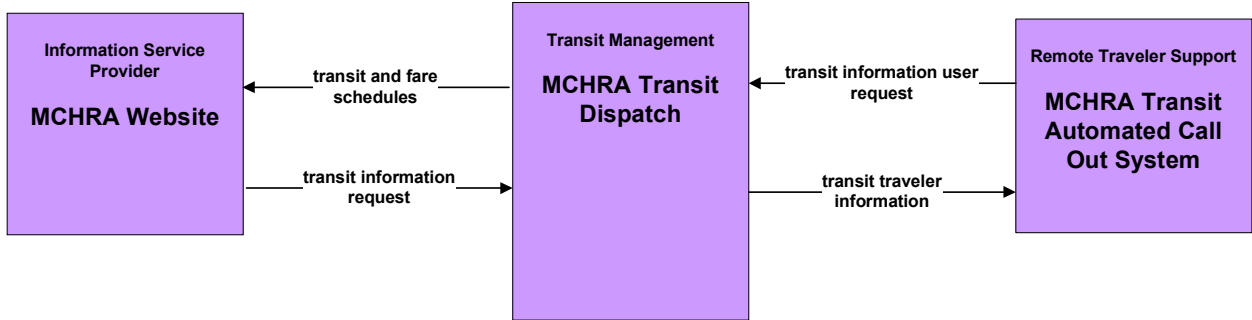 Information Service
Provider
MCHRA Website
transit and fare
schedules
transit information
request
Transit Management
MCHRA Transit
Dispatch
transit information user
request
transit traveler
information
Remote Traveler Support
MCHRA Transit
Automated Call
Out System